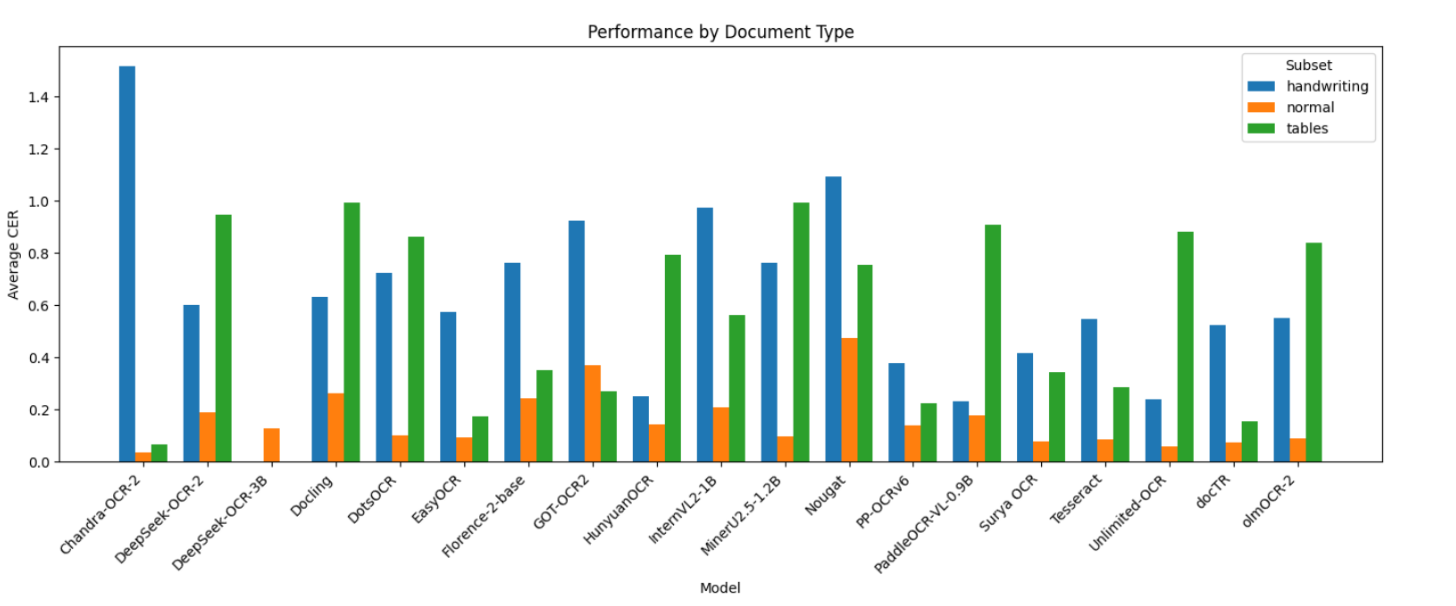 Performance by Document Type
Subset
handwriting
normal
tables
Average CER
1.4
1.2
1.0
0.8
0.6
0.4
0.2
0.0
Chandra-OCR-2
DeepSeek-OCR-2
DeepSeek-OCR-3B
Docling
DotsOCR
EasyOCR
Florence-2-base
GOT-OCR2
HunyuanOCR
InternVL2-1B
MinerU2.5-1.2B
Nougat
PP-OCRv6
PaddleOCR-VL-0.9B
Surya OCR
Tesseract
Unlimited-OCR
docTR
olmOCR-2
Model